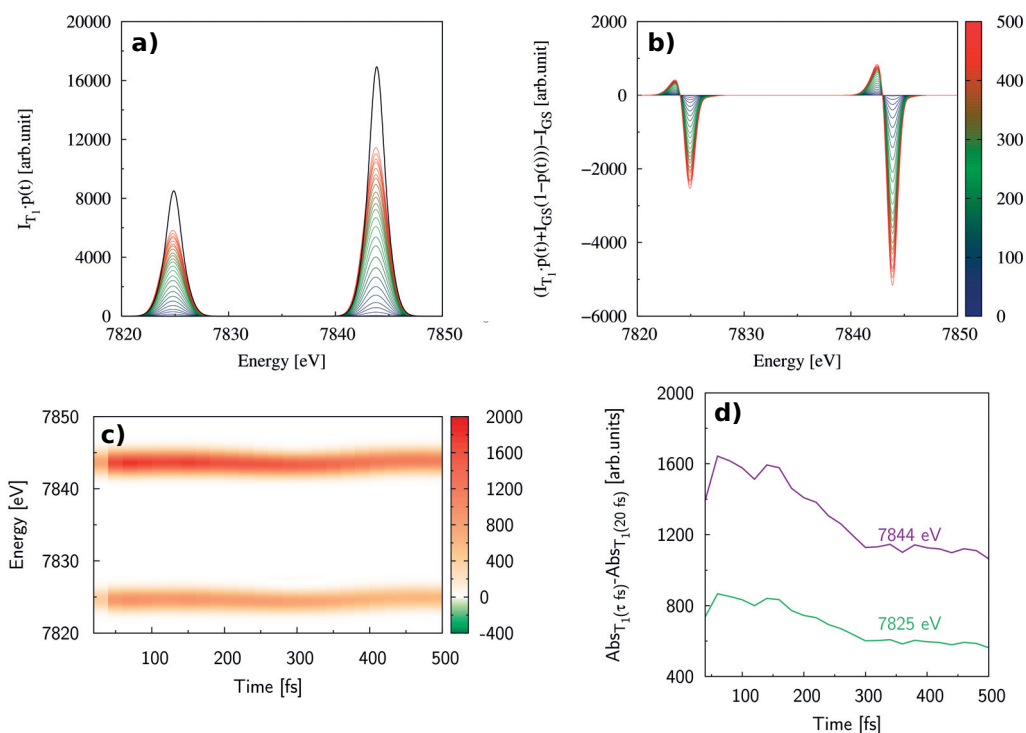 a)
20000
16000
12000
8000
4000
0
I_T₁·p(t) [arb.unit]
7820 7830 7840 7850
Energy [eV]
b)
2000
0
−2000
−4000
−6000
(I_T₁·p(t)+I_GS(1−p(t)))−I_GS [arb.unit]
7820 7830 7840 7850
Energy [eV]
500
400
300
200
100
0
c)
7850
7840
7830
7820
Energy [eV]
100 200 300 400 500
Time [fs]
2000
1600
1200
800
400
0
-400
d)
2000
1600
1200
800
400
Abs_T₁(τ fs)-Abs_T₁(20 fs) [arb.units]
7844 eV
7825 eV
100 200 300 400 500
Time [fs]